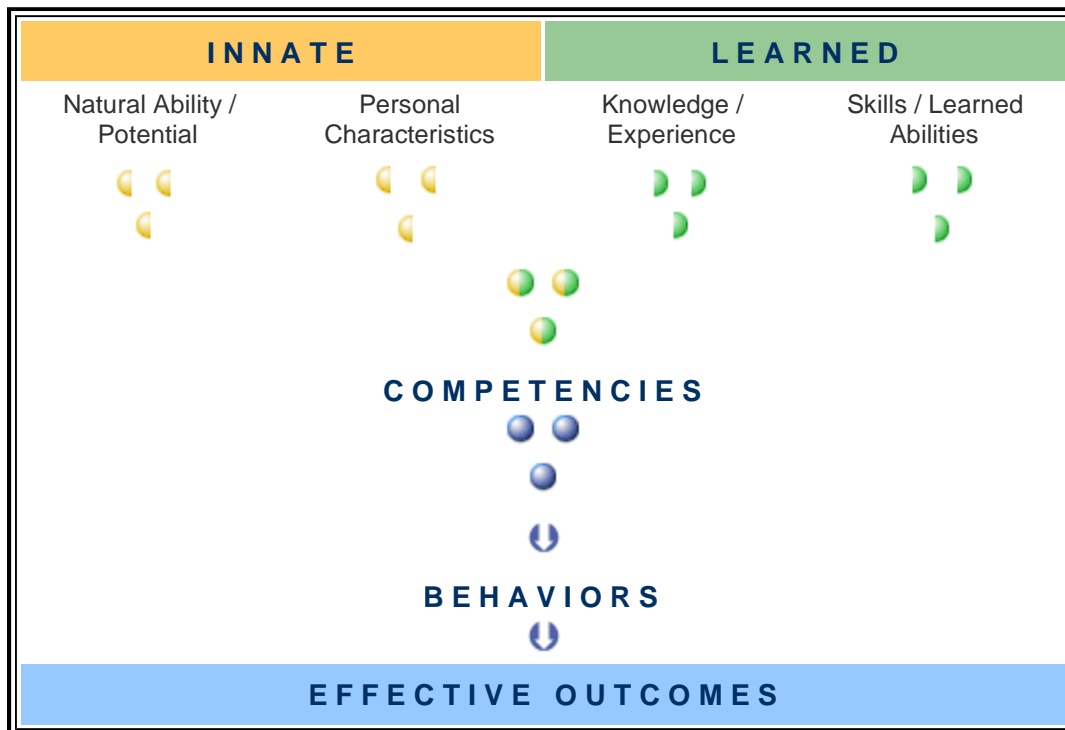 INNATE
LEARNED
Natural Ability /
Potential
Personal
Characteristics
Knowledge /
Experience
Skills / Learned
Abilities
COMPETENCIES
BEHAVIORS
EFFECTIVE OUTCOMES